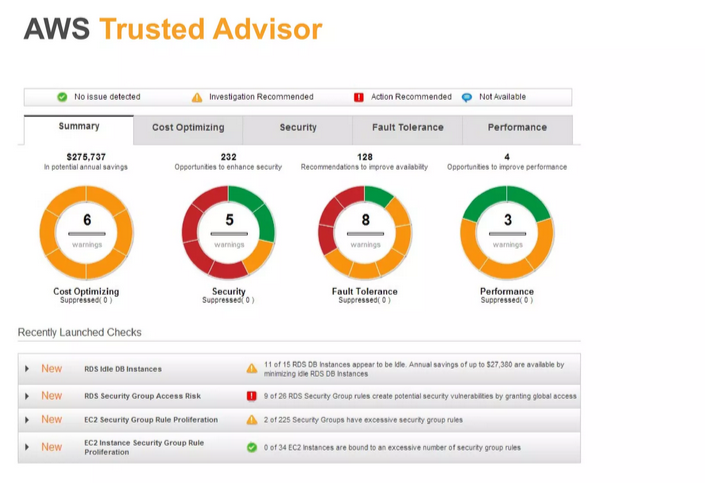 AWS Trusted Advisor
No issue detected
Investigation Recommended
Action Recommended
Not Available
Summary
Cost Optimizing
Security
Fault Tolerance
Performance
$275,737
In potential annual savings
232
Opportunities to enhance security
128
Recommendations to improve availability
4
Opportunities to improve performance
6
warnings
5
warnings
8
warnings
3
warnings
Cost Optimizing
Suppressed( 0 )
Security
Suppressed( 0 )
Fault Tolerance
Suppressed( 0 )
Performance
Suppressed( 0 )
Recently Launched Checks
New
RDS Idle DB Instances
11 of 15 RDS DB Instances appear to be idle. Annual savings of up to $27,380 are available by
minimizing idle RDS DB Instances
New
RDS Security Group Access Risk
9 of 26 RDS Security Group rules create potential security vulnerabilities by granting global access
New
EC2 Security Group Rule Proliferation
2 of 225 Security Groups have excessive security group rules
New
EC2 Instance Security Group Rule
Proliferation
0 of 34 EC2 Instances are bound to an excessive number of security group rules